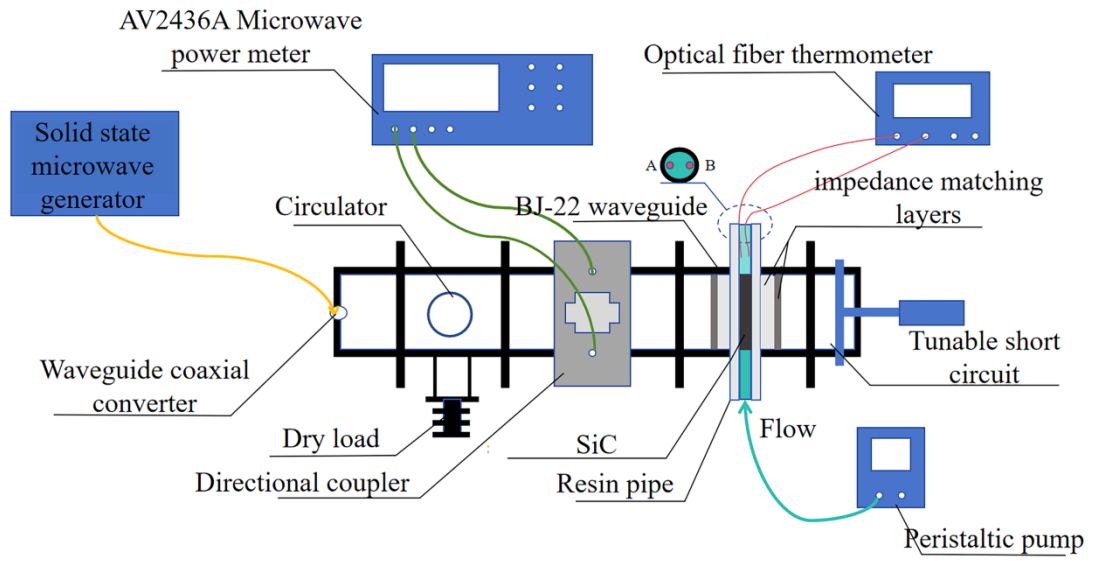 AV2436A Microwave
power meter
Optical fiber thermometer
Solid state
microwave
generator
A
B
impedance matching
layers
Circulator
BJ-22 waveguide
Waveguide coaxial
converter
Tunable short
circuit
Dry load
SiC
Flow
Directional coupler
Resin pipe
Peristaltic pump